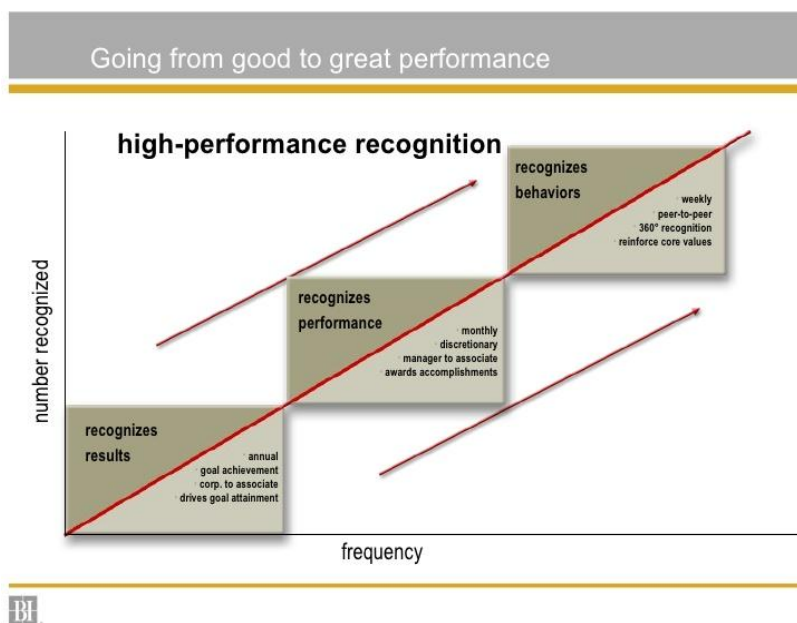 Going from good to great performance
high-performance recognition
number recognized
recognizes
behaviors
· weekly
· peer-to-peer
· 360° recognition
· reinforce core values
recognizes
performance
· monthly
· discretionary
· manager to associate
· awards accomplishments
recognizes
results
· annual
· goal achievement
· corp. to associate
· drives goal attainment
frequency
BI